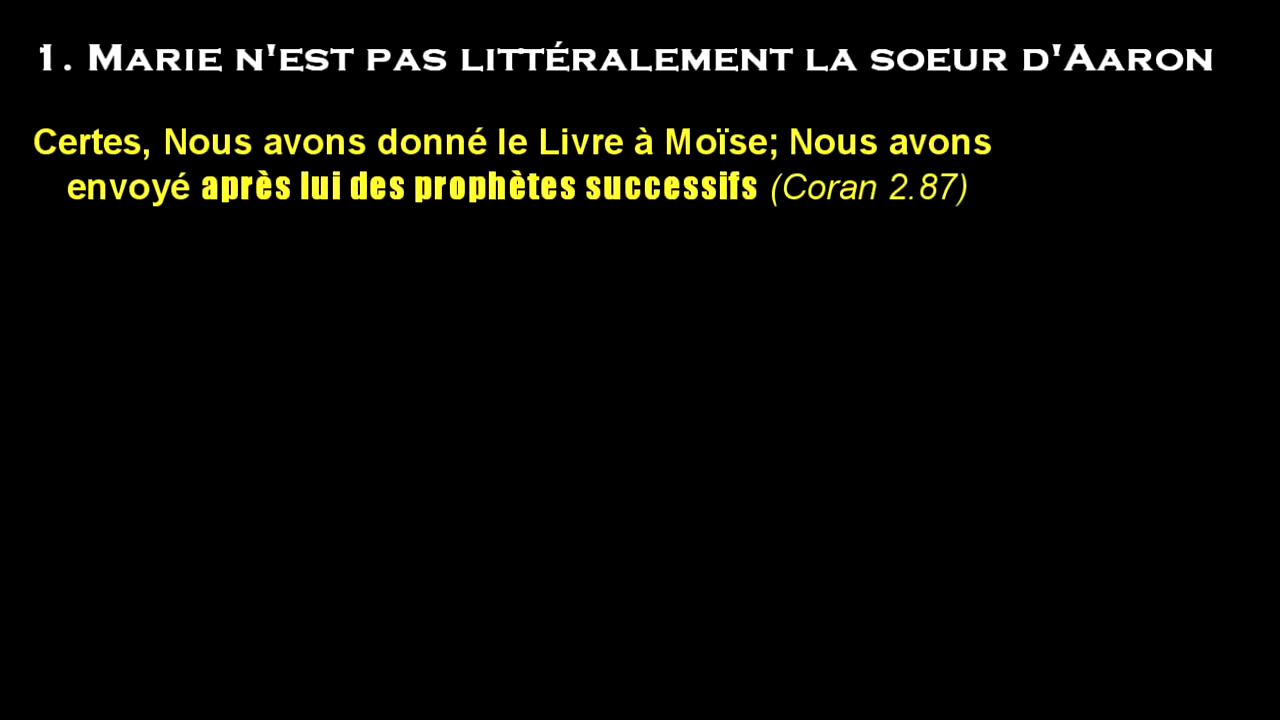 1. Marie n'est pas littéralement la soeur d'Aaron
Certes, Nous avons donné le Livre à Moïse; Nous avons
envoyé après lui des prophètes successifs (Coran 2.87)